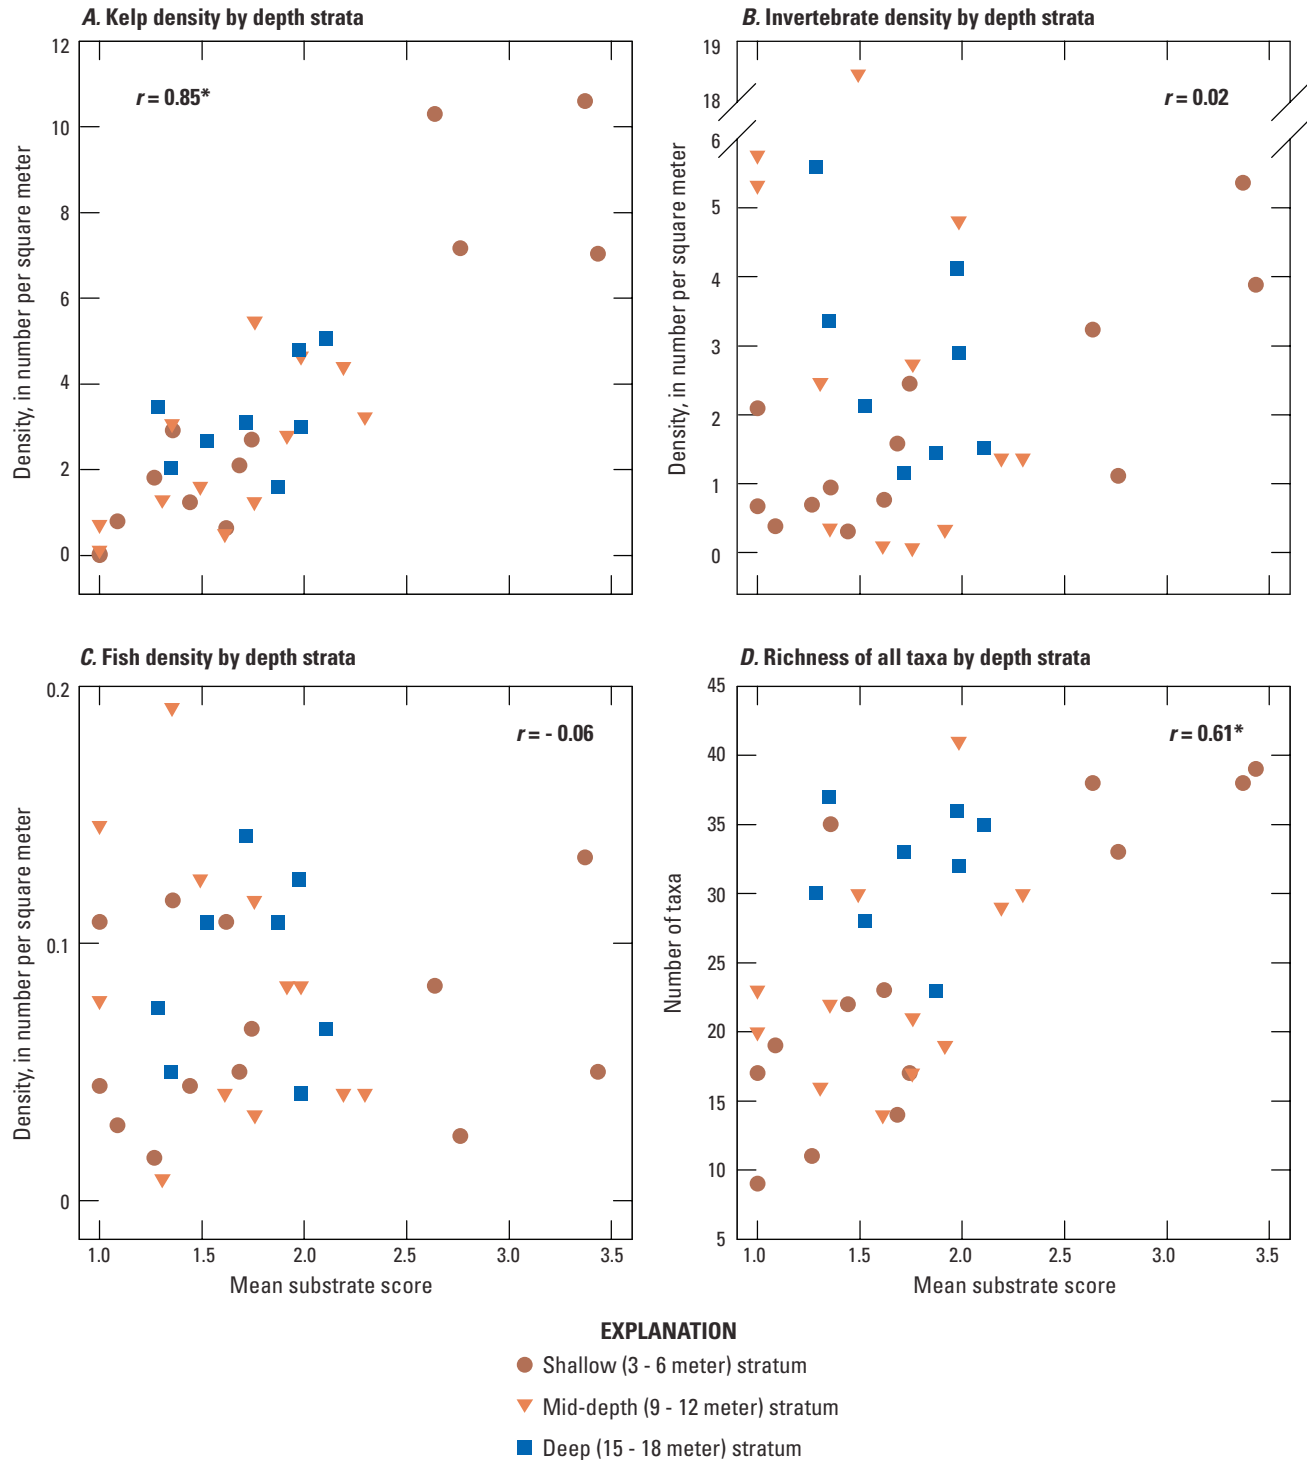 A. Kelp density by depth strata
12
10
8
6
4
2
0
Density, in number per square meter
r = 0.85*
B. Invertebrate density by depth strata
19
18
6
5
4
3
2
1
0
Density, in number per square meter
r = 0.02
C. Fish density by depth strata
0.2
0.1
0
Density, in number per square meter
r = - 0.06
1.0 1.5 2.0 2.5 3.0 3.5
Mean substrate score
D. Richness of all taxa by depth strata
45
40
35
30
25
20
15
10
5
Number of taxa
r = 0.61*
1.0 1.5 2.0 2.5 3.0 3.5
Mean substrate score
EXPLANATION
Shallow (3 - 6 meter) stratum
Mid-depth (9 - 12 meter) stratum
Deep (15 - 18 meter) stratum